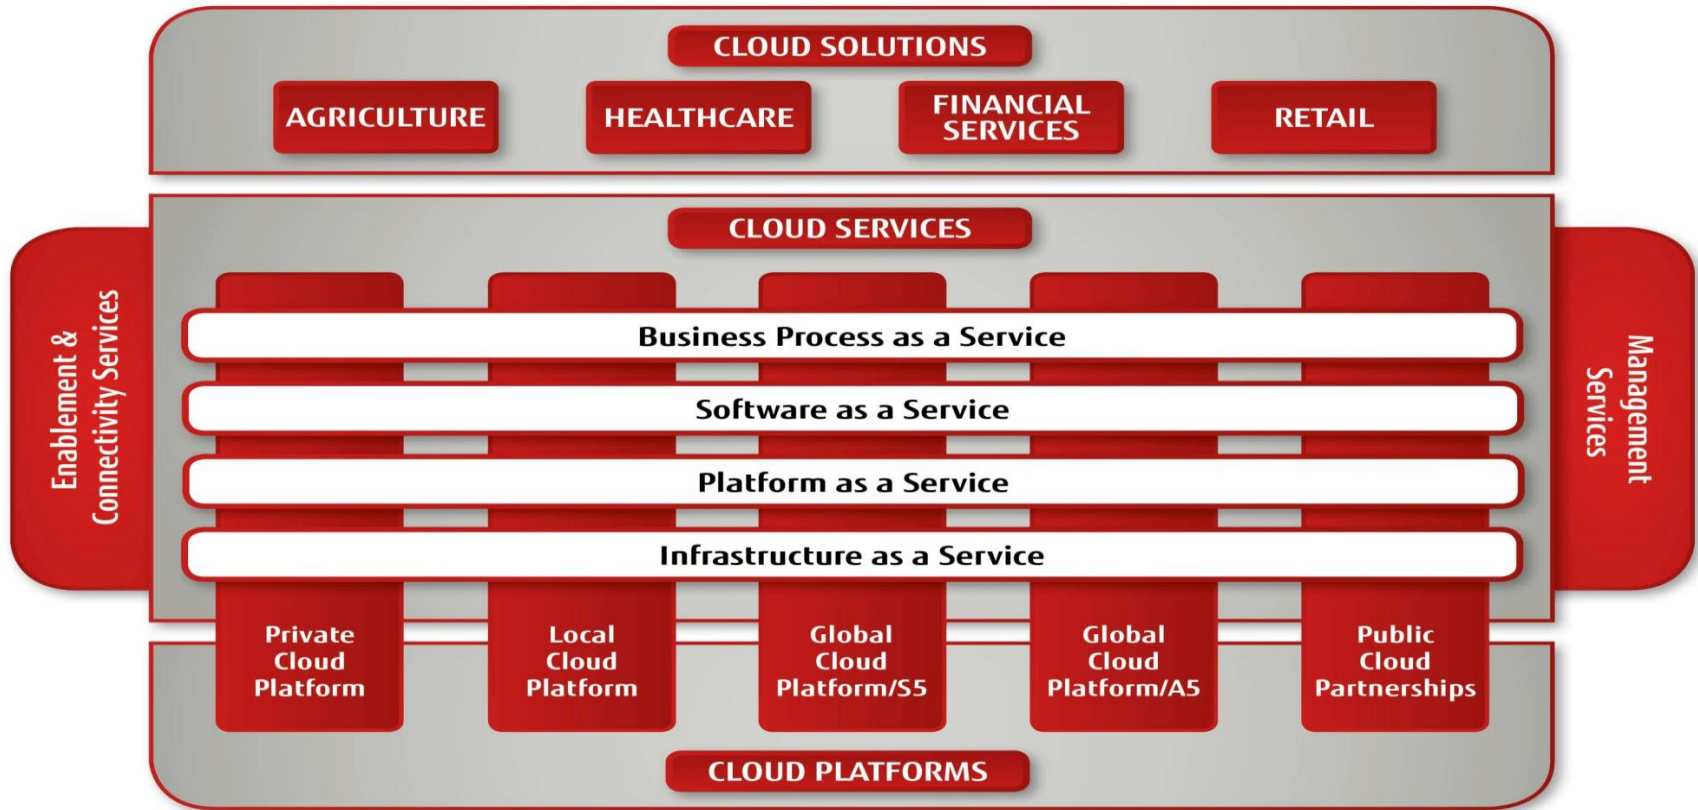 CLOUD SOLUTIONS
AGRICULTURE
HEALTHCARE
FINANCIAL
SERVICES
RETAIL
CLOUD SERVICES
Enablement &
Connectivity Services
Business Process as a Service
Software as a Service
Platform as a Service
Infrastructure as a Service
Management
Services
Private
Cloud
Platform
Local
Cloud
Platform
Global
Cloud
Platform/S5
Global
Cloud
Platform/A5
Public
Cloud
Partnerships
CLOUD PLATFORMS